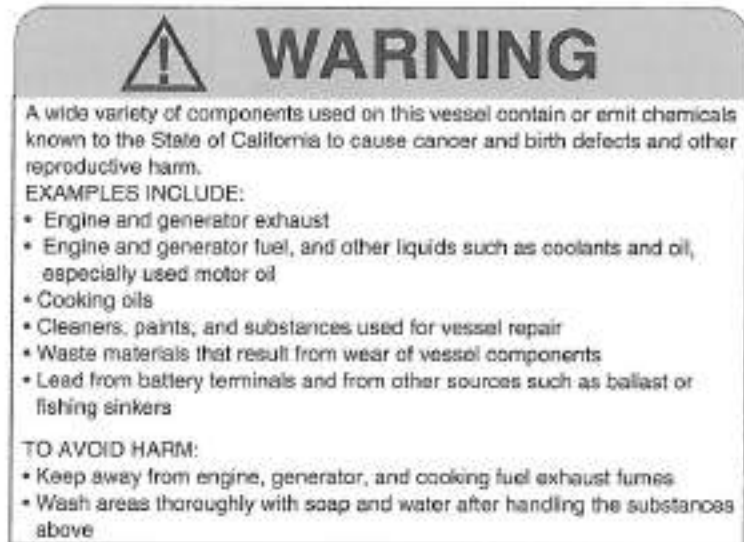 WARNING
A wide variety of components used on this vessel contain or emit chemicals
known to the State of California to cause cancer and birth defects and other
reproductive harm.
EXAMPLES INCLUDE:
• Engine and generator exhaust
• Engine and generator fuel, and other liquids such as coolants and oil,
especially used motor oil
• Cooking oils
• Cleaners, paints, and substances used for vessel repair
• Waste materials that result from wear of vessel components
• Lead from battery terminals and from other sources such as ballast or
fishing sinkers
TO AVOID HARM:
• Keep away from engine, generator, and cooking fuel exhaust fumes
• Wash areas thoroughly with soap and water after handling the substances
above